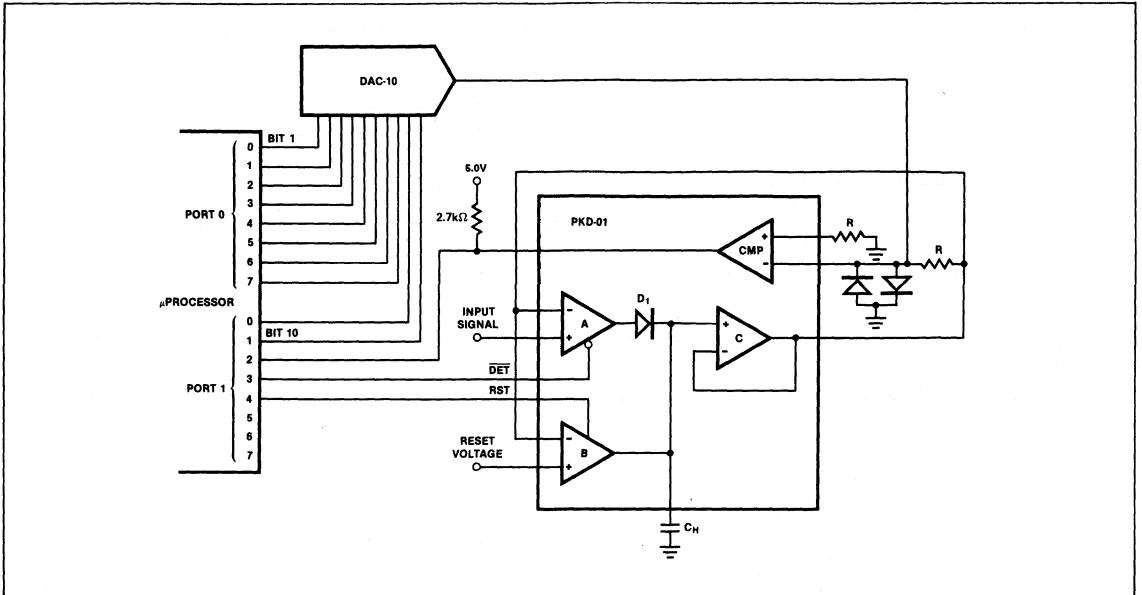 DAC-10
BIT 1
0
1
2
3
4
5
6
7
PORT 0
µPROCESSOR
0
1
2
3
4
5
6
7
BIT 10
PORT 1
5.0V
2.7kΩ
PKD-01
CMP
+
−
R
R
INPUT
SIGNAL
−
A
+
D1
+
C
−
DET
RST
RESET
VOLTAGE
−
B
+
CH